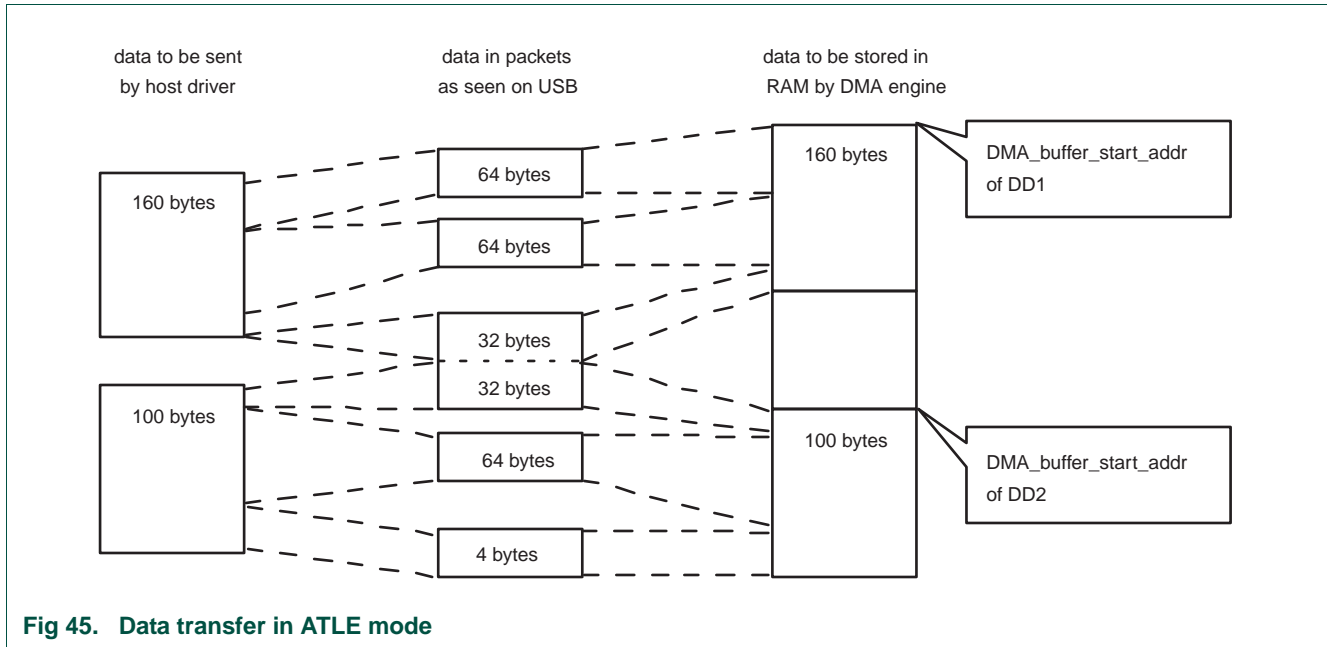 data to be sent
by host driver
data in packets
as seen on USB
data to be stored in
RAM by DMA engine
160 bytes
100 bytes
64 bytes
64 bytes
32 bytes
32 bytes
64 bytes
4 bytes
160 bytes
100 bytes
DMA_buffer_start_addr
of DD1
DMA_buffer_start_addr
of DD2
Fig 45. Data transfer in ATLE mode